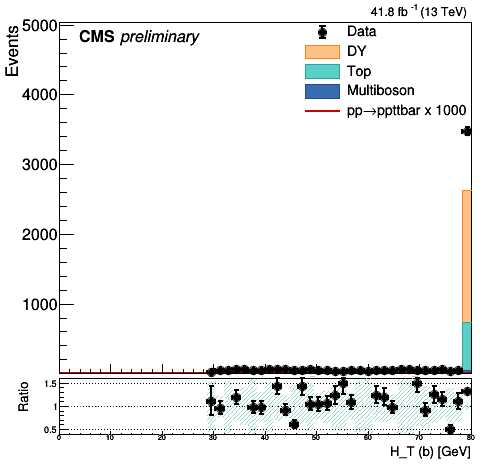 41.8 fb⁻¹ (13 TeV)
Events
5000
4000
3000
2000
1000
CMS preliminary
Data
DY
Top
Multiboson
pp→ppttbar x 1000
Ratio
1.5
1
0.5
0 10 20 30 40 50 60 70 80
H_T (b) [GeV]